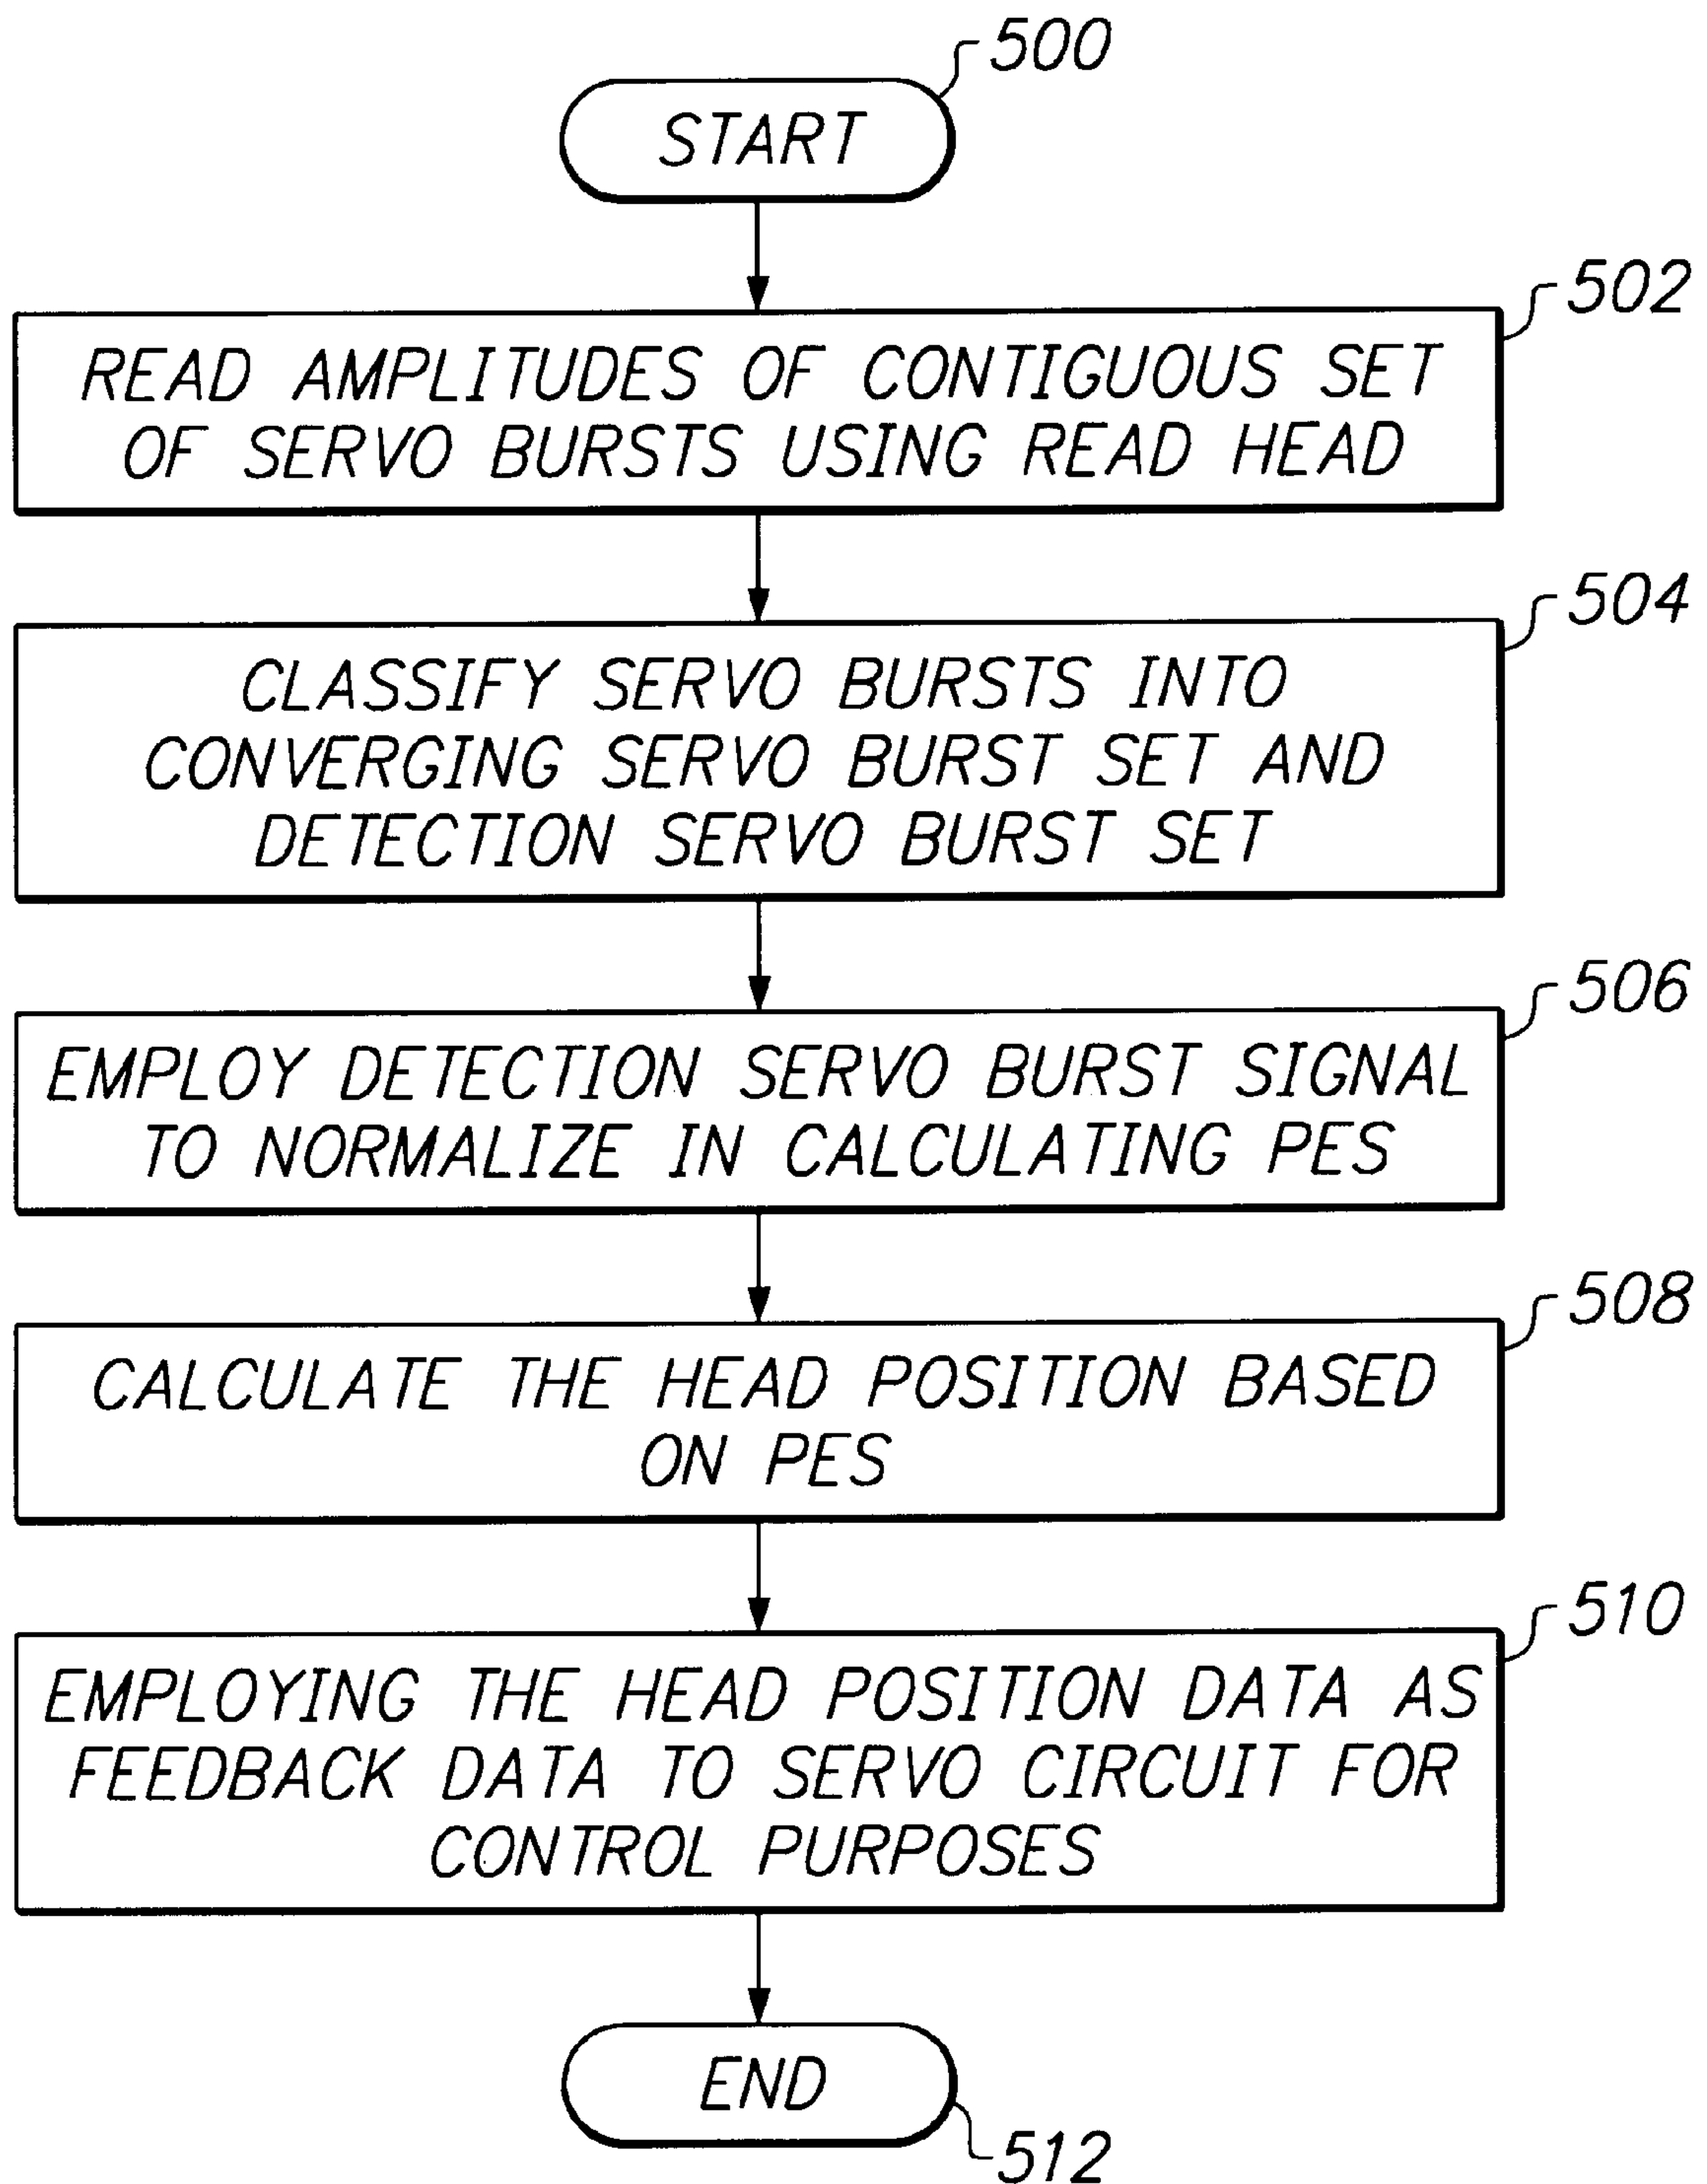 500
START
502
READ AMPLITUDES OF CONTIGUOUS SET
OF SERVO BURSTS USING READ HEAD
504
CLASSIFY SERVO BURSTS INTO
CONVERGING SERVO BURST SET AND
DETECTION SERVO BURST SET
506
EMPLOY DETECTION SERVO BURST SIGNAL
TO NORMALIZE IN CALCULATING PES
508
CALCULATE THE HEAD POSITION BASED
ON PES
510
EMPLOYING THE HEAD POSITION DATA AS
FEEDBACK DATA TO SERVO CIRCUIT FOR
CONTROL PURPOSES
END
512